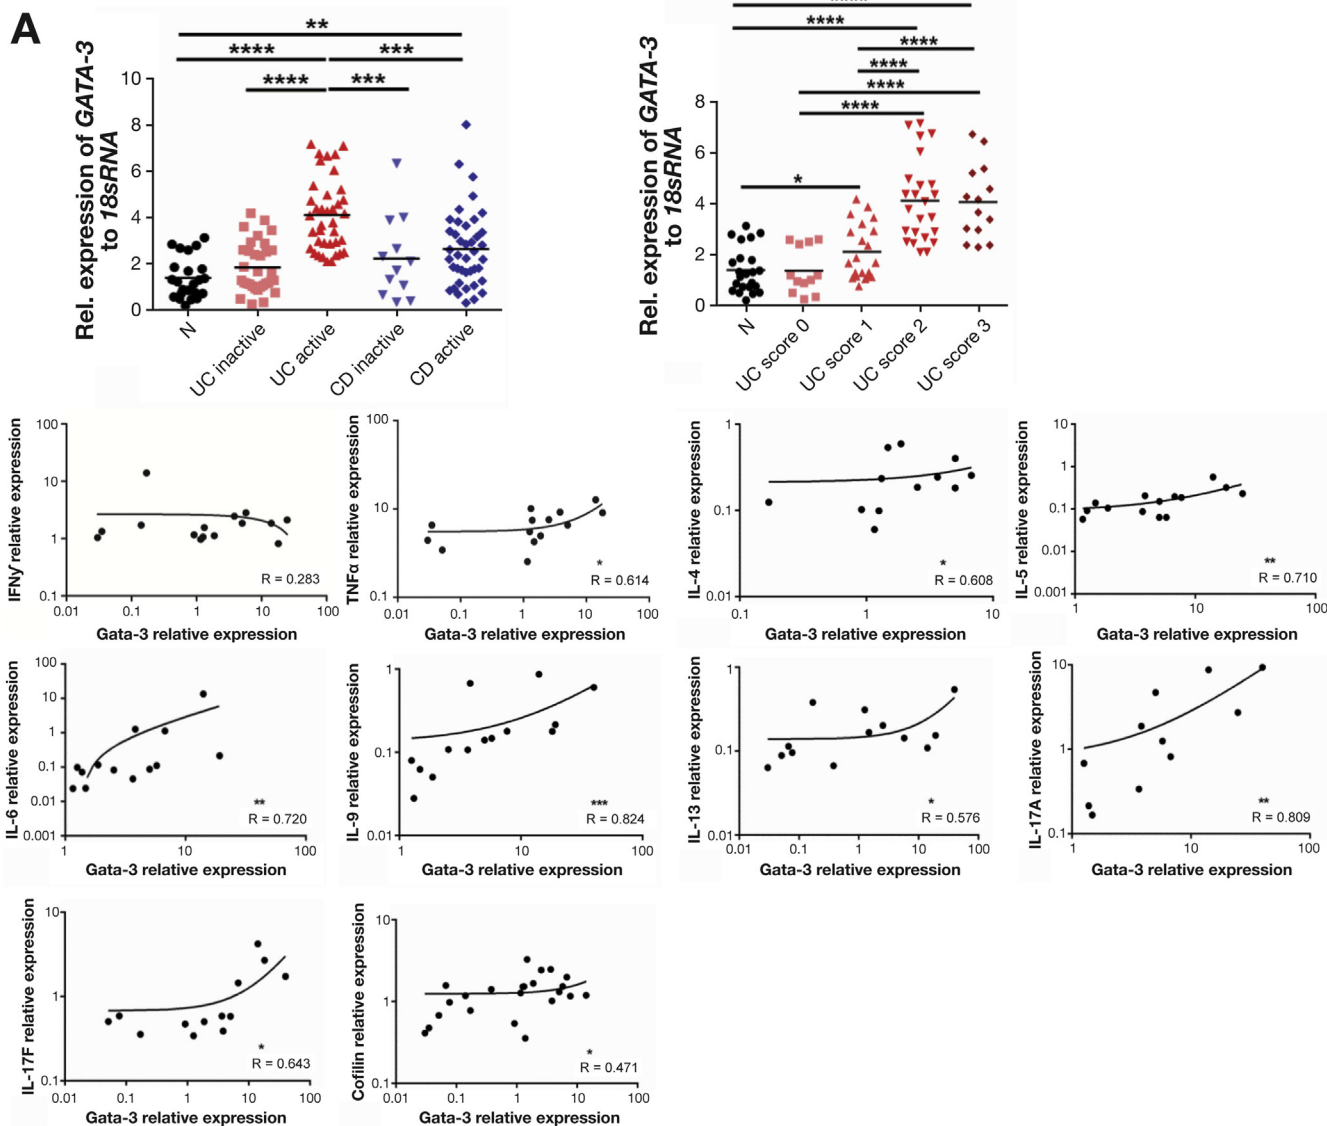 A
Rel. expression of GATA-3
to 18sRNA
**
****
***
****
***
10
8
6
4
2
0
N
UC inactive
UC active
CD inactive
CD active
Rel. expression of GATA-3
to 18sRNA
****
****
****
****
****
****
*
8
6
4
2
0
N
UC score 0
UC score 1
UC score 2
UC score 3
IFNγ relative expression
100
10
1
0.1
0.01
0.1
1
10
100
R = 0.283
Gata-3 relative expression
TNFα relative expression
100
10
0.1
0.01
0.1
1
10
100
*
R = 0.614
Gata-3 relative expression
IL-4 relative expression
1
0.1
0.01
0.1
1
10
*
R = 0.608
Gata-3 relative expression
IL-5 relative expression
10
1
0.1
0.01
0.001
1
10
100
**
R = 0.710
Gata-3 relative expression
IL-6 relative expression
100
10
1
0.1
0.01
0.001
1
10
100
**
R = 0.720
Gata-3 relative expression
IL-9 relative expression
1
0.1
0.01
1
10
100
***
R = 0.824
Gata-3 relative expression
IL-13 relative expression
1
0.1
0.01
0.01
0.1
1
10
100
*
R = 0.576
Gata-3 relative expression
IL-17A relative expression
10
1
0.1
1
10
100
**
R = 0.809
Gata-3 relative expression
IL-17F relative expression
10
1
0.1
0.01
0.1
1
10
100
*
R = 0.643
Gata-3 relative expression
Cofilin relative expression
10
1
0.1
0.01
0.1
1
10
100
*
R = 0.471
Gata-3 relative expression